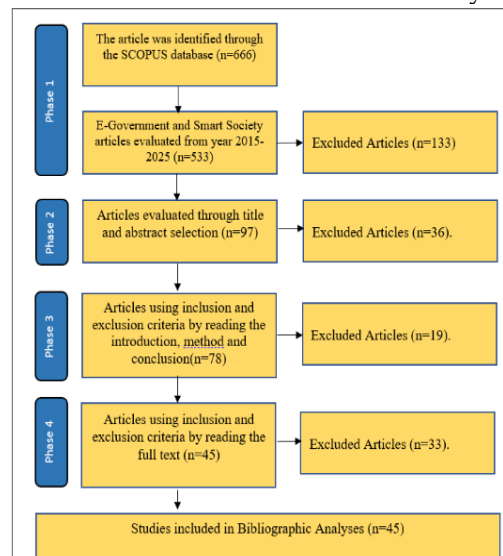 Phase 1
The article was identified through
the SCOPUS database (n=666)
E-Government and Smart Society
articles evaluated from year 2015-
2025 (n=533)
Excluded Articles (n=133)
Phase 2
Articles evaluated through title
and abstract selection (n=97)
Excluded Articles (n=36).
Phase 3
Articles using inclusion and
exclusion criteria by reading the
introduction, method and
conclusion(n=78)
Excluded Articles (n=19).
Phase 4
Articles using inclusion and
exclusion criteria by reading the
full text (n=45)
Excluded Articles (n=33).
Studies included in Bibliographic Analyses (n=45)